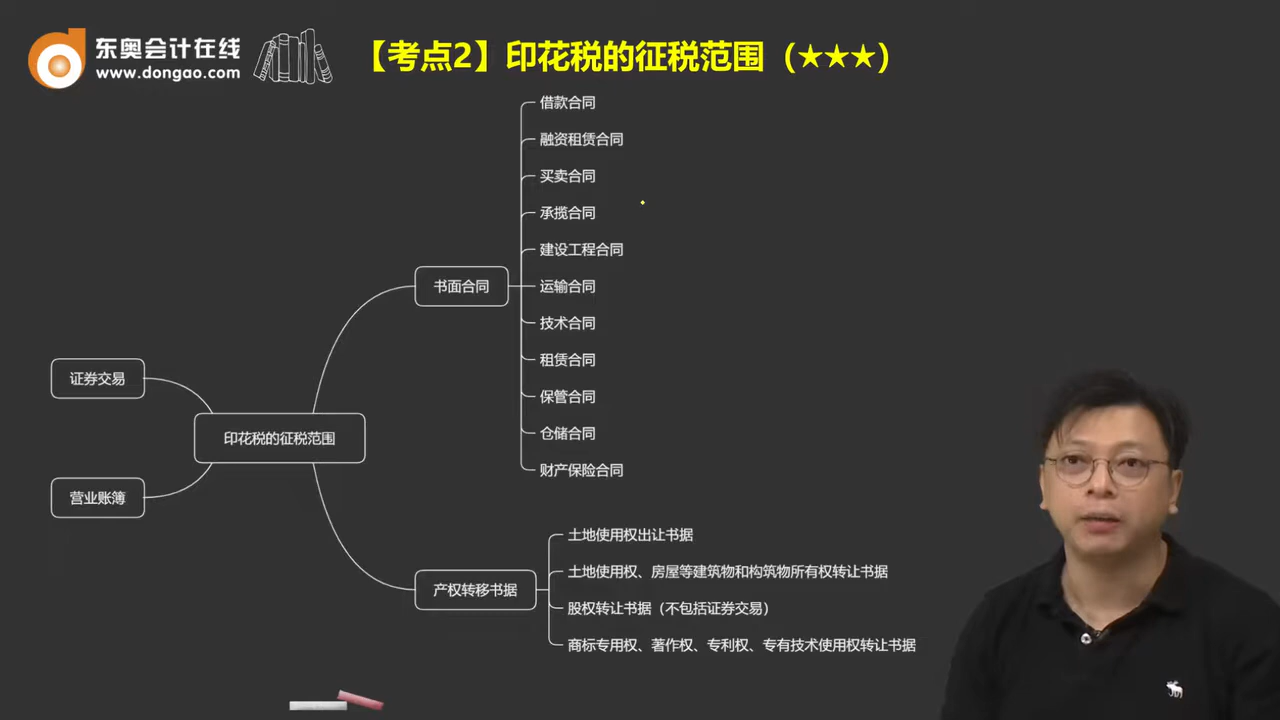 东奥会计在线
www.dongao.com
【考点2】印花税的征税范围（★★★）
借款合同
融资租赁合同
买卖合同
承揽合同
建设工程合同
书面合同
运输合同
技术合同
租赁合同
证券交易
保管合同
仓储合同
印花税的征税范围
财产保险合同
营业账簿
土地使用权出让书据
土地使用权、房屋等建筑物和构筑物所有权转让书据
产权转移书据
股权转让书据（不包括证券交易）
商标专用权、著作权、专利权、专有技术使用权转让书据